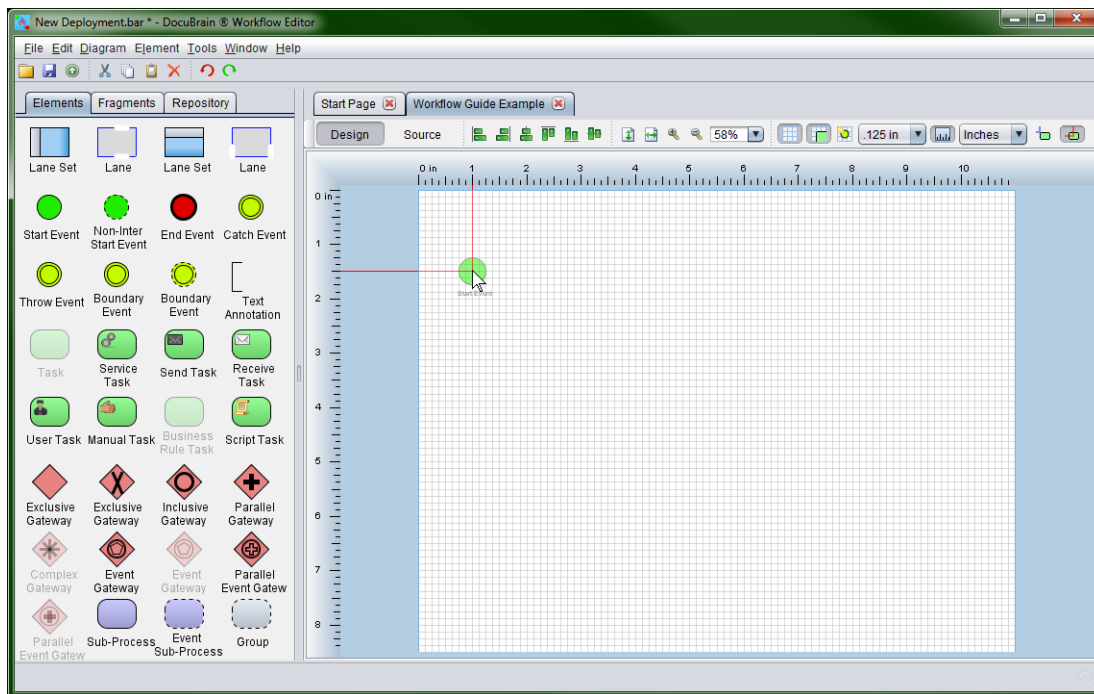 New Deployment.bar * - DocuBrain ® Workflow Editor
File Edit Diagram Element Tools Window Help
Elements Fragments Repository
Start Page Workflow Guide Example
Design Source 58% .125 in Inches
Lane Set Lane Lane Set Lane
Start Event Non-Inter Start Event End Event Catch Event
Throw Event Boundary Event Boundary Event Text Annotation
Task Service Task Send Task Receive Task
User Task Manual Task Business Rule Task Script Task
Exclusive Gateway Exclusive Gateway Inclusive Gateway Parallel Gateway
Complex Gateway Event Gateway Event Gateway Parallel Event Gatew
Parallel Event Gatew Sub-Process Event Sub-Process Group
0 in 1 2 3 4 5 6 7 8 9 10
0 in
1
2
3
4
5
6
7
8
Start Event